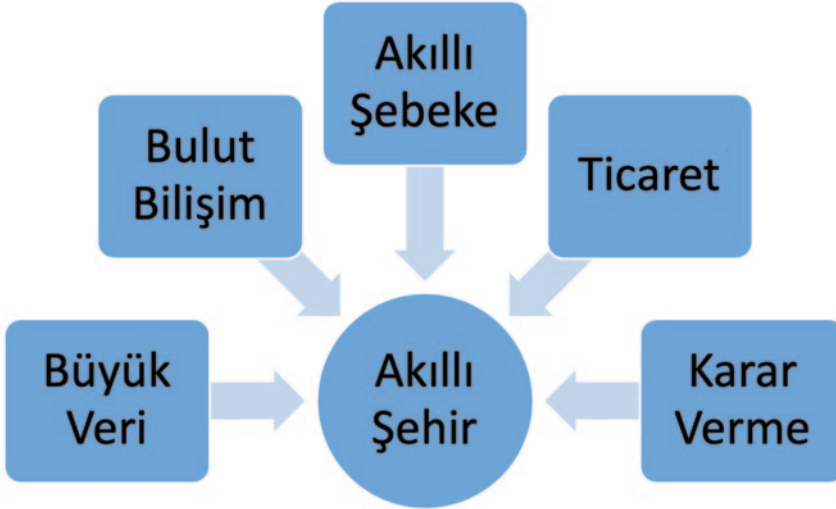 Akıllı
Şebeke
Bulut
Bilişim
Ticaret
Büyük
Veri
Akıllı
Şehir
Karar
Verme